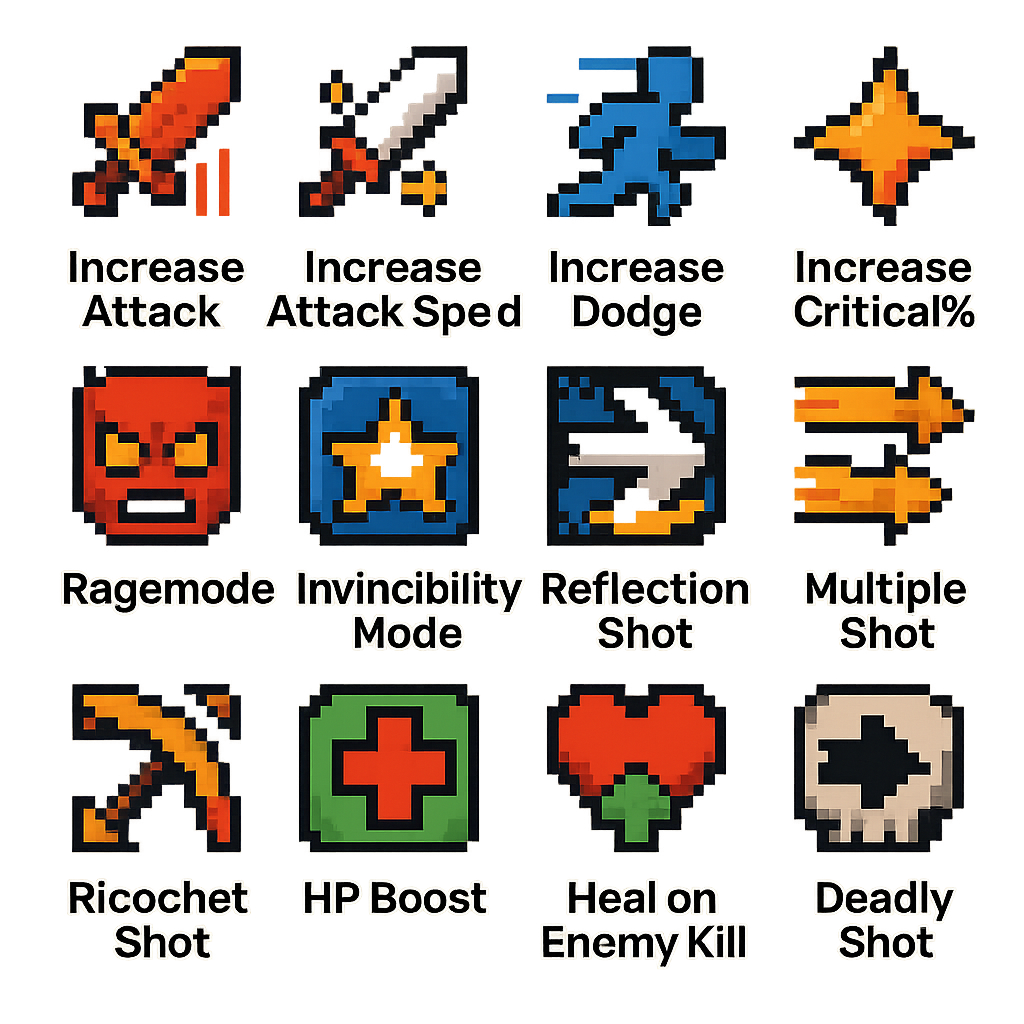 Increase
Attack
Increase
Attack Sped
Increase
Dodge
Increase
Critical%
Ragemode
Invincibility
Mode
Reflection
Shot
Multiple
Shot
Ricochet
Shot
HP Boost
Heal on
Enemy Kill
Deadly
Shot